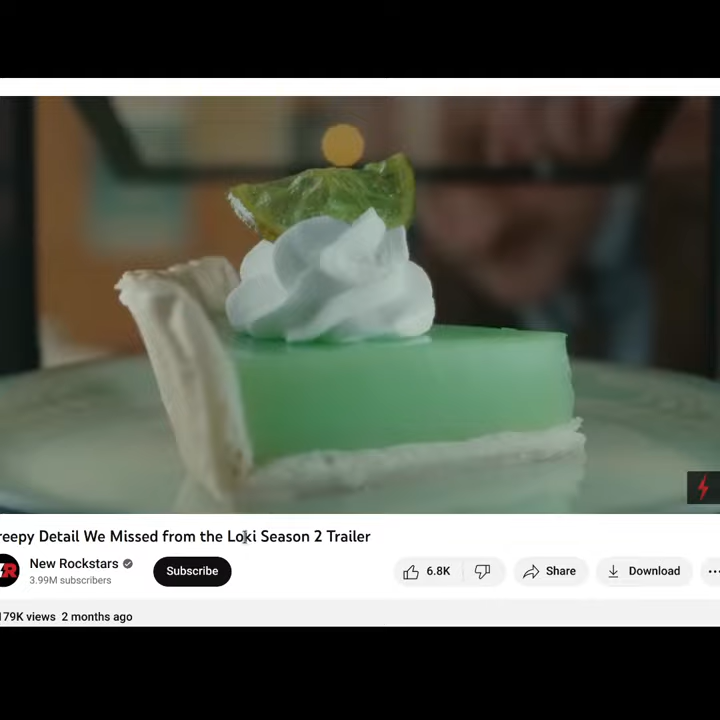 reepy Detail We Missed from the Loki Season 2 Trailer
New Rockstars
3.99M subscribers
Subscribe
6.8K
Share
Download
179K views 2 months ago